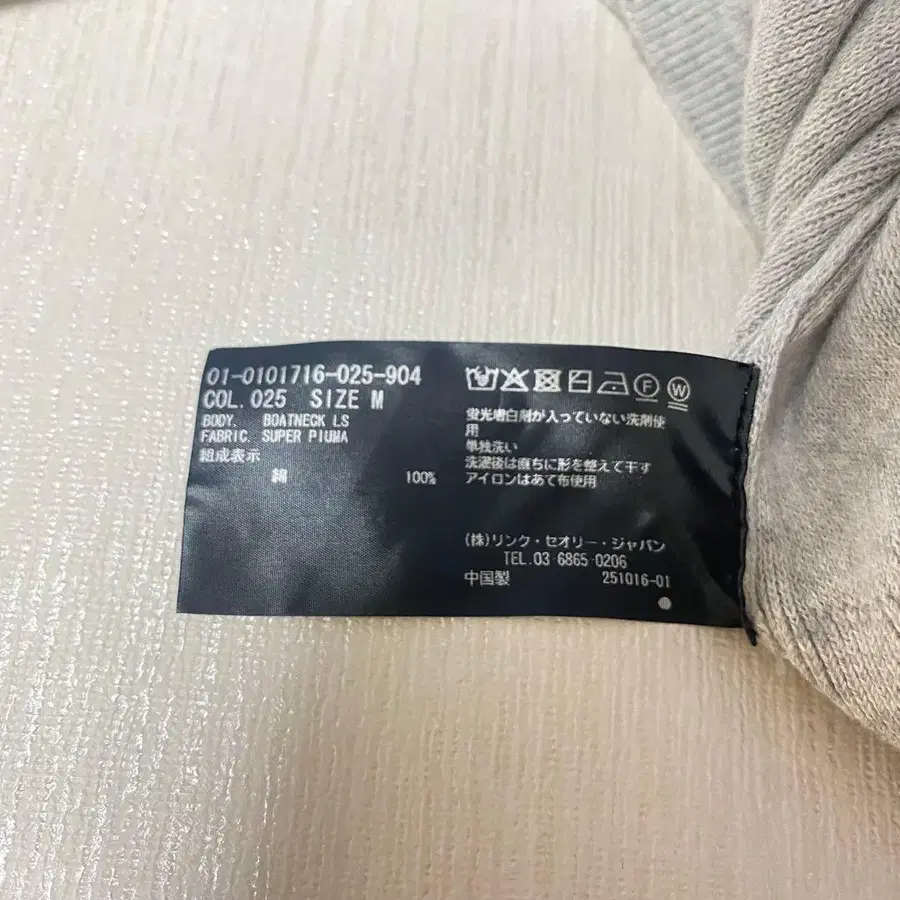 01-0101716-025-904
COL. 025 SIZE M
BODY. BOATNECK LS
FABRIC. SUPER PIUMA
組成表示
綿 100%
蛍光増白剤が入っていない洗剤使
用
単独洗い
洗濯後は直ちに形を整えて干す
アイロンはあて布使用
(株)リンク・セオリー・ジャパン
TEL.03-6865-0206
中国製 251016-01
F W